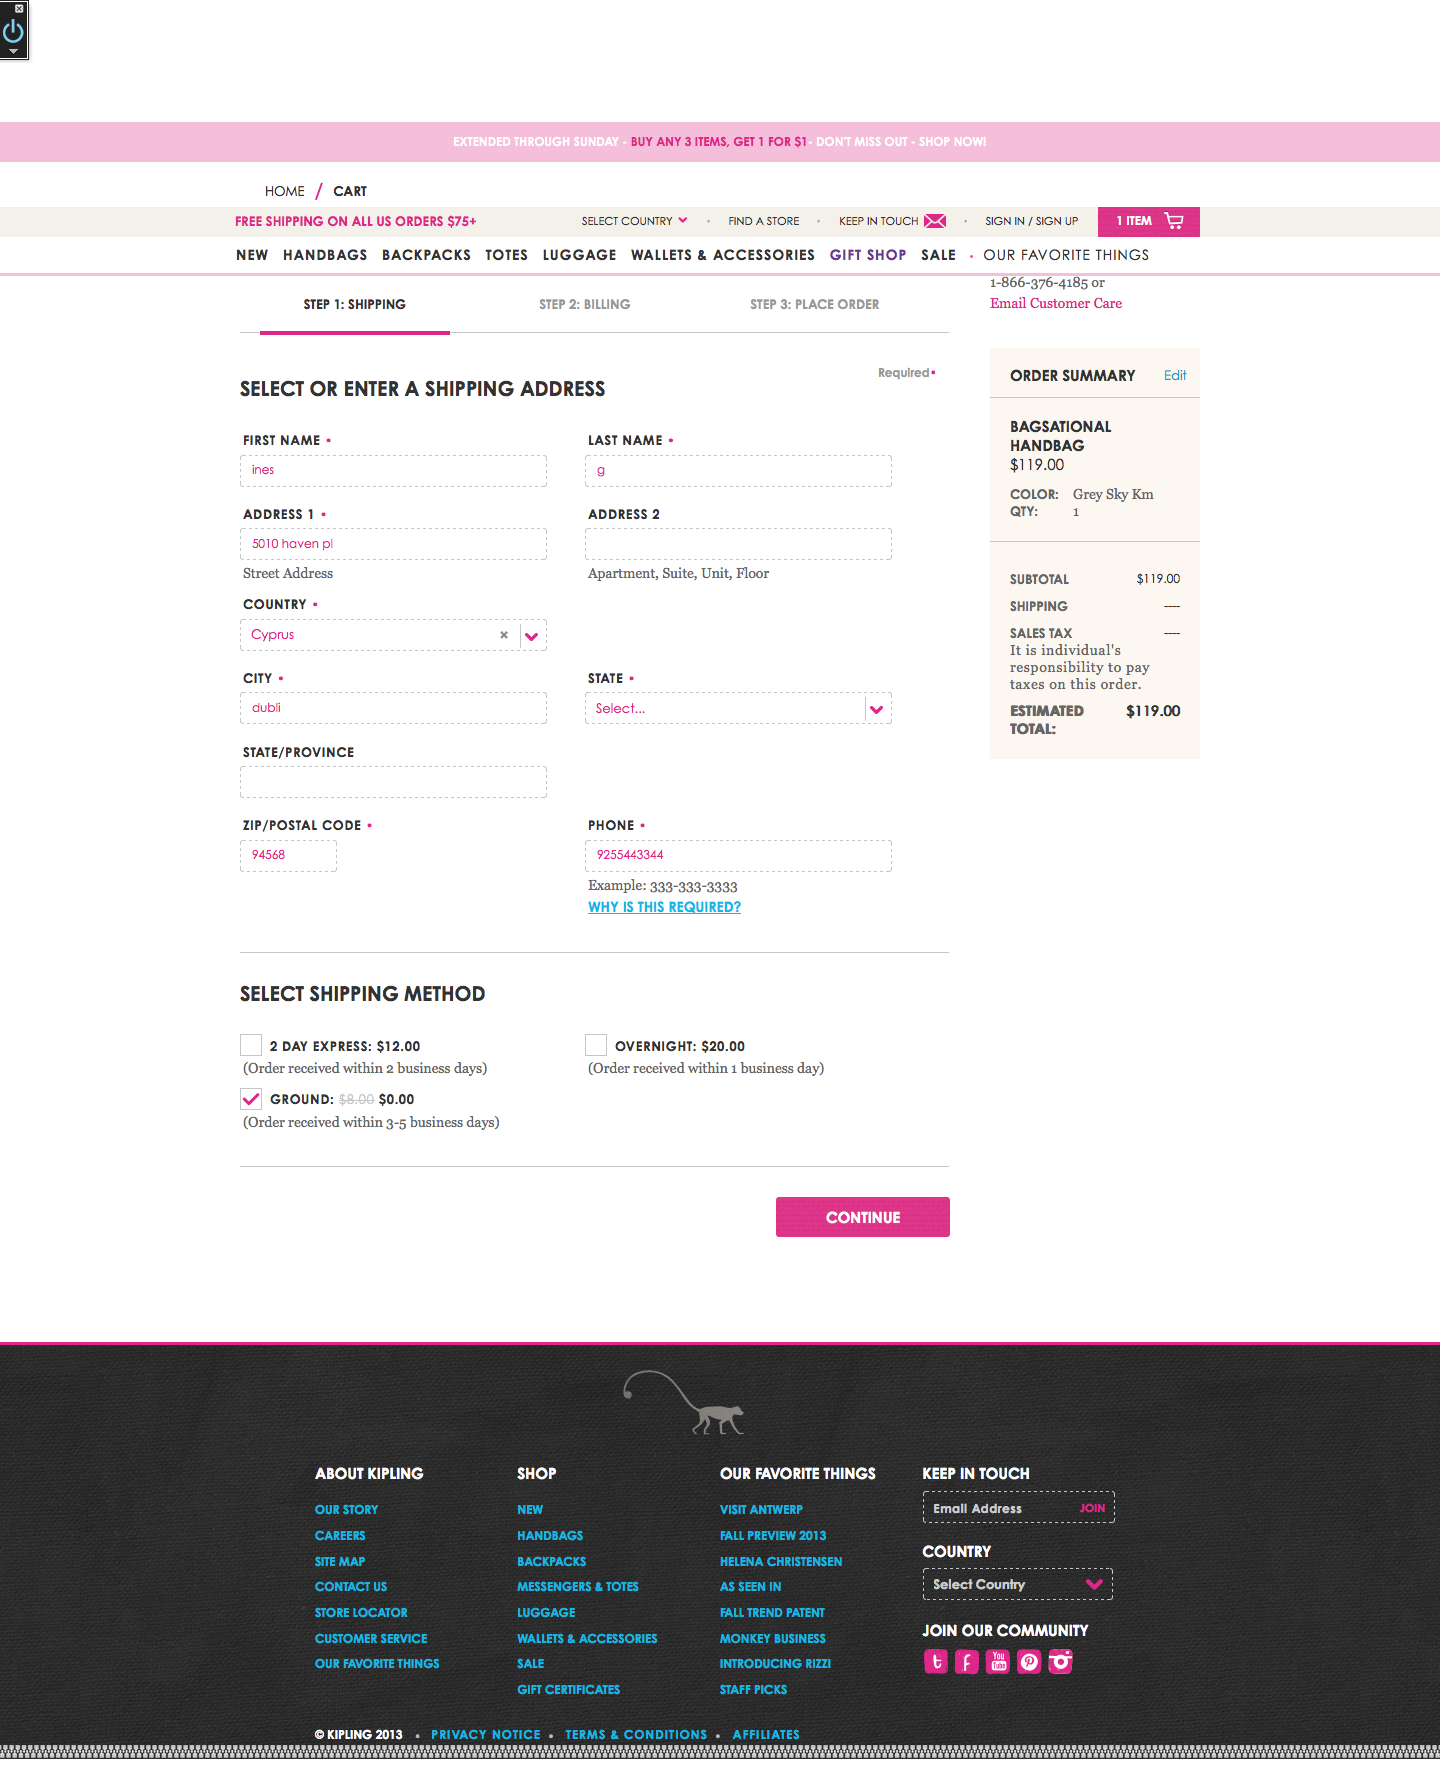 EXTENDED THROUGH SUNDAY - BUY ANY 3 ITEMS, GET 1 FOR $1 - DON'T MISS OUT - SHOP NOW!
HOME / CART
FREE SHIPPING ON ALL US ORDERS $75+
SELECT COUNTRY • FIND A STORE • KEEP IN TOUCH • SIGN IN / SIGN UP
1 ITEM
NEW HANDBAGS BACKPACKS TOTES LUGGAGE WALLETS & ACCESSORIES GIFT SHOP SALE • OUR FAVORITE THINGS
1-866-376-4185 or
Email Customer Care
STEP 1: SHIPPING
STEP 2: BILLING
STEP 3: PLACE ORDER
Required •
SELECT OR ENTER A SHIPPING ADDRESS
FIRST NAME •
ines
LAST NAME •
g
ADDRESS 1 •
5010 haven pl
Street Address
ADDRESS 2
Apartment, Suite, Unit, Floor
COUNTRY •
Cyprus ×
CITY •
dubli
STATE •
Select...
STATE/PROVINCE
ZIP/POSTAL CODE •
94568
PHONE •
9255443344
Example: 333-333-3333
WHY IS THIS REQUIRED?
ORDER SUMMARY
Edit
BAGSATIONAL
HANDBAG
$119.00
COLOR: Grey Sky Km
QTY: 1
SUBTOTAL $119.00
SHIPPING ----
SALES TAX ----
It is individual's
responsibility to pay
taxes on this order.
ESTIMATED $119.00
TOTAL:
SELECT SHIPPING METHOD
2 DAY EXPRESS: $12.00
(Order received within 2 business days)
OVERNIGHT: $20.00
(Order received within 1 business day)
GROUND: $8.00 $0.00
(Order received within 3-5 business days)
CONTINUE
ABOUT KIPLING
OUR STORY
CAREERS
SITE MAP
CONTACT US
STORE LOCATOR
CUSTOMER SERVICE
OUR FAVORITE THINGS
SHOP
NEW
HANDBAGS
BACKPACKS
MESSENGERS & TOTES
LUGGAGE
WALLETS & ACCESSORIES
SALE
GIFT CERTIFICATES
OUR FAVORITE THINGS
VISIT ANTWERP
FALL PREVIEW 2013
HELENA CHRISTENSEN
AS SEEN IN
FALL TREND PATENT
MONKEY BUSINESS
INTRODUCING RIZZI
STAFF PICKS
KEEP IN TOUCH
Email Address JOIN
COUNTRY
Select Country
JOIN OUR COMMUNITY
You Tube
© KIPLING 2013 • PRIVACY NOTICE • TERMS & CONDITIONS • AFFILIATES